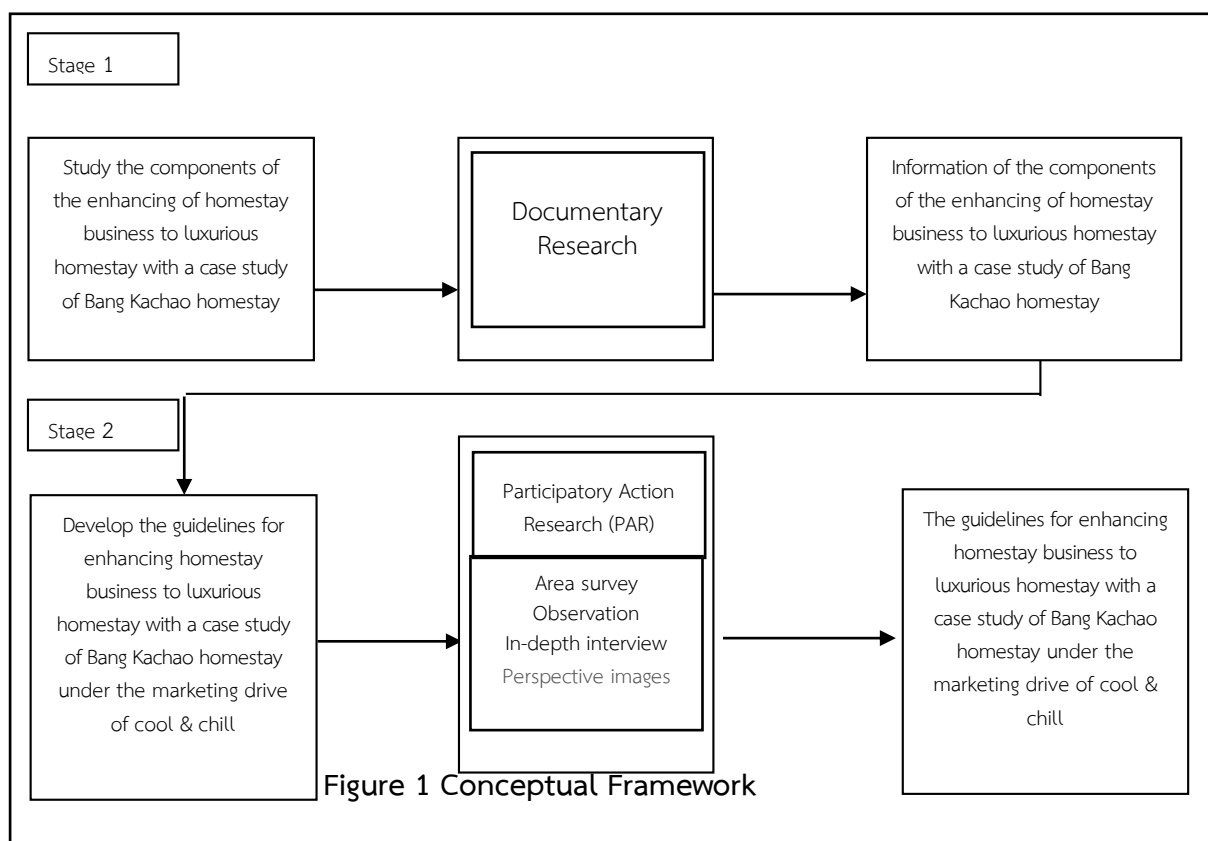 Stage 1
Study the components of
the enhancing of homestay
business to luxurious
homestay with a case study
of Bang Kachao homestay
Documentary
Research
Information of the components
of the enhancing of homestay
business to luxurious homestay
with a case study of Bang
Kachao homestay
Stage 2
Develop the guidelines for
enhancing homestay
business to luxurious
homestay with a case study
of Bang Kachao homestay
under the marketing drive
of cool & chill
Participatory Action
Research (PAR)
Area survey
Observation
In-depth interview
Perspective images
The guidelines for enhancing
homestay business to
luxurious homestay with a
case study of Bang Kachao
homestay under the
marketing drive of cool &
chill
Figure 1 Conceptual Framework